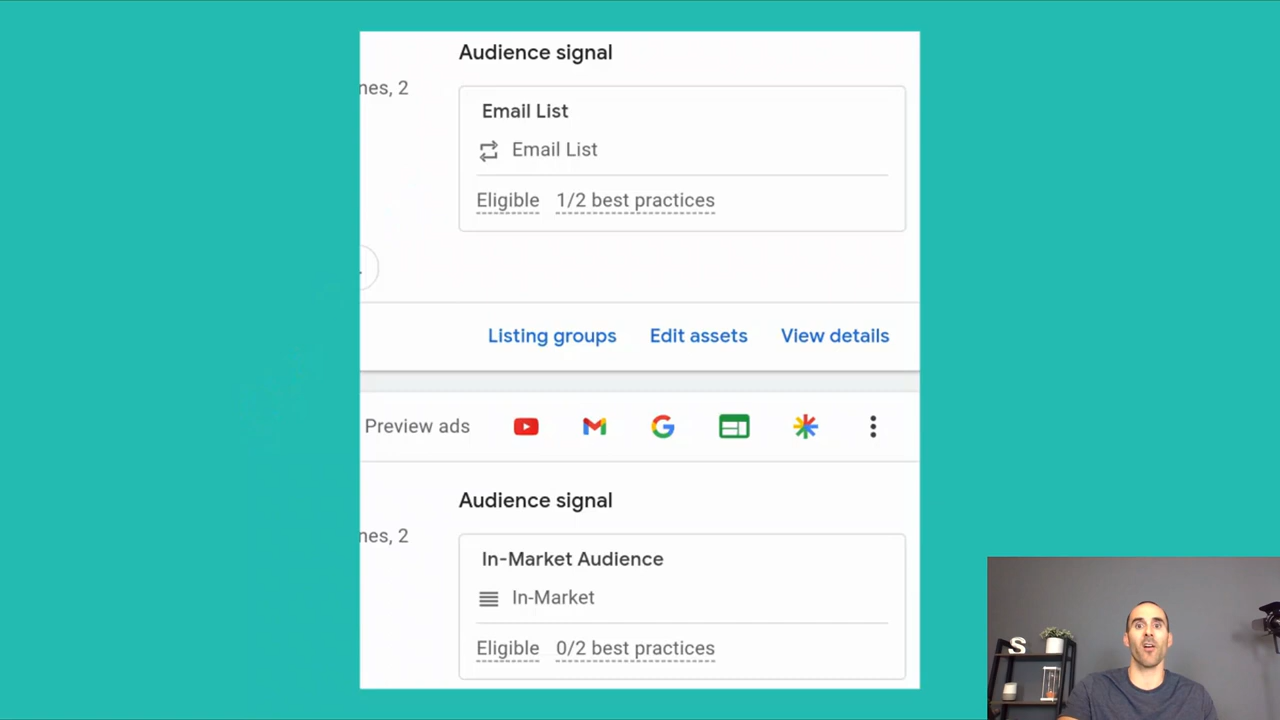 Audience signal
nes, 2
Email List
Email List
Eligible 1/2 best practices
Listing groups Edit assets View details
Preview ads
Audience signal
nes, 2
In-Market Audience
In-Market
Eligible 0/2 best practices
S